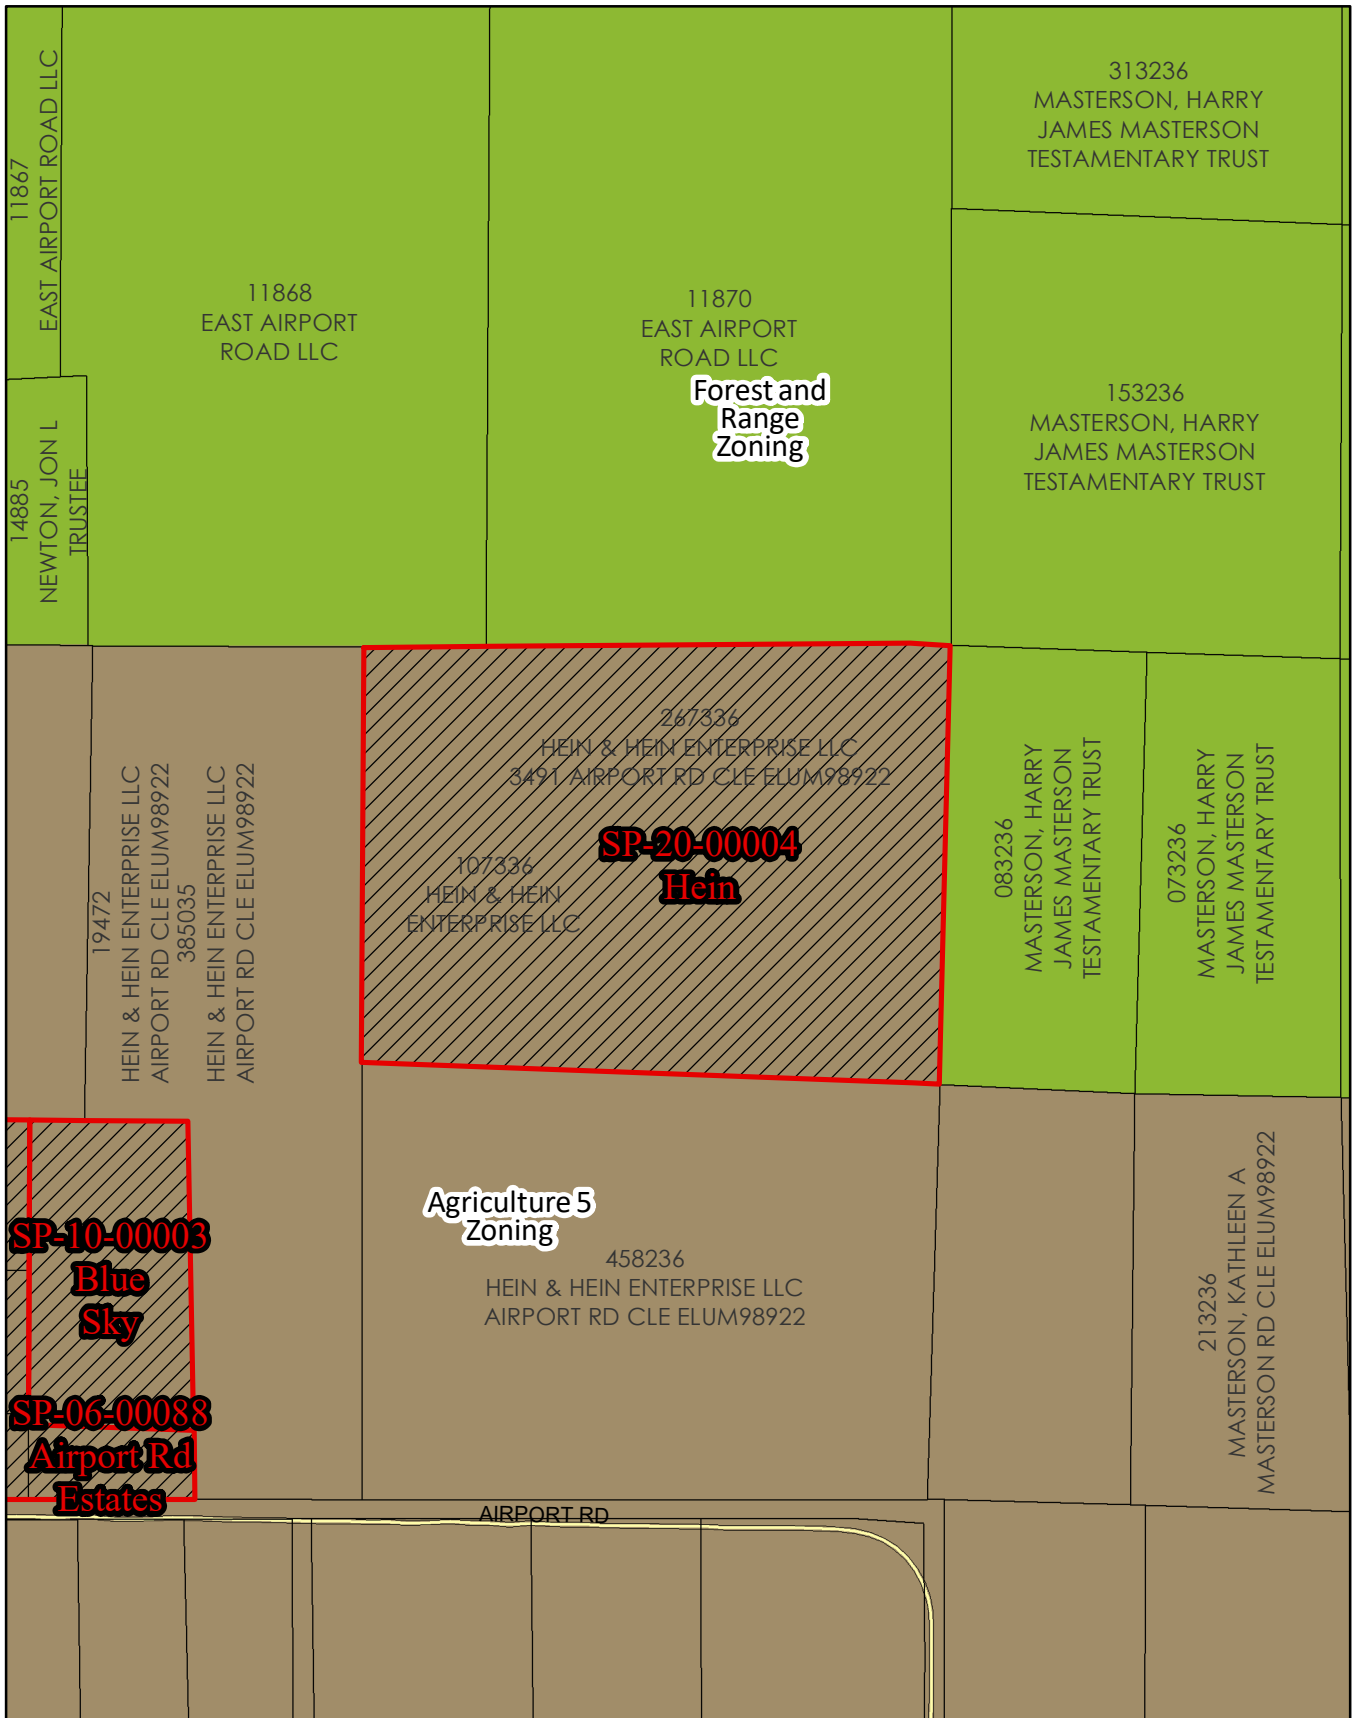 11867
EAST AIRPORT ROAD LLC
313236
MASTERSON, HARRY
JAMES MASTERSON
TESTAMENTARY TRUST
11868
EAST AIRPORT
ROAD LLC
11870
EAST AIRPORT
ROAD LLC
Forest and
Range
Zoning
153236
MASTERSON, HARRY
JAMES MASTERSON
TESTAMENTARY TRUST
14885
NEWTON, JON L
TRUSTEE
267336
HEIN & HEIN ENTERPRISE LLC
3491 AIRPORT RD CLE ELUM98922
SP-20-00004
Hein
107336
HEIN & HEIN
ENTERPRISE LLC
19472
HEIN & HEIN ENTERPRISE LLC
AIRPORT RD CLE ELUM98922
385035
HEIN & HEIN ENTERPRISE LLC
AIRPORT RD CLE ELUM98922
083236
MASTERSON, HARRY
JAMES MASTERSON
TESTAMENTARY TRUST
073236
MASTERSON, HARRY
JAMES MASTERSON
TESTAMENTARY TRUST
SP-10-00003
Blue
Sky
Agriculture 5
Zoning
458236
HEIN & HEIN ENTERPRISE LLC
AIRPORT RD CLE ELUM98922
213236
MASTERSON, KATHLEEN A
MASTERSON RD CLE ELUM98922
SP-06-00088
Airport Rd
Estates
AIRPORT RD